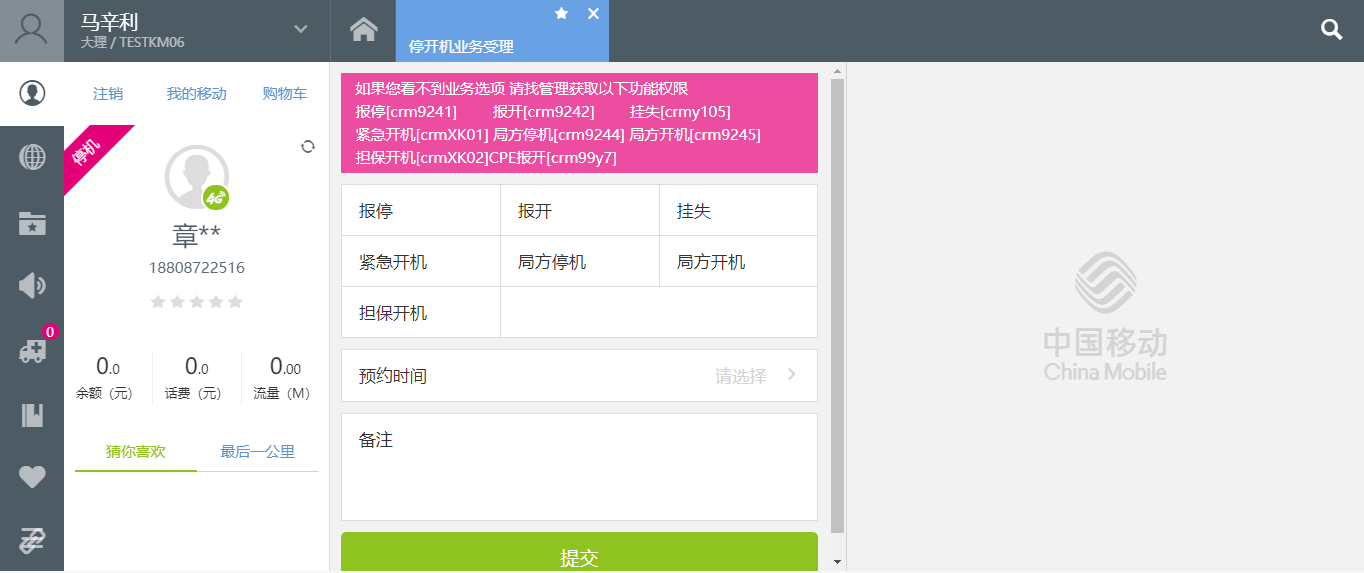 马辛利
大理 / TESTKM06
停开机业务受理
注销 我的移动 购物车
停机
4G
章**
18808722516
0
0.0 0.0 0.00
余额（元） 话费（元） 流量（M）
猜你喜欢 最后一公里
如果您看不到业务选项 请找管理获取以下功能权限
报停[crm9241] 报开[crm9242] 挂失[crmy105]
紧急开机[crmXK01] 局方停机[crm9244] 局方开机[crm9245]
担保开机[crmXK02]CPE报开[crm99y7]
报停 报开 挂失
紧急开机 局方停机 局方开机
担保开机
预约时间 请选择
备注
提交
中国移动
China Mobile